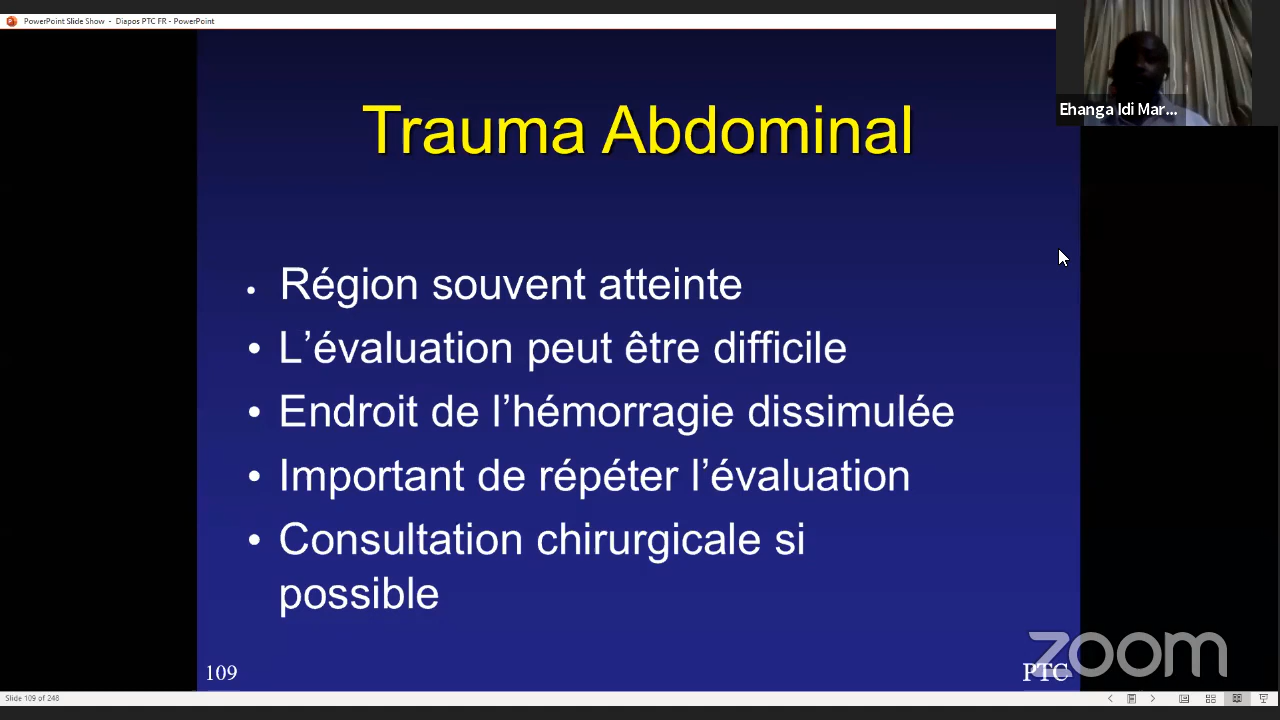 PowerPoint Slide Show - Diapos PTC FR - PowerPoint
Ehanga Idi Mar...
Trauma Abdominal
• Région souvent atteinte
• L’évaluation peut être difficile
• Endroit de l’hémorragie dissimulée
• Important de répéter l’évaluation
• Consultation chirurgicale si
possible
109
PTC
zoom
Slide 109 of 248